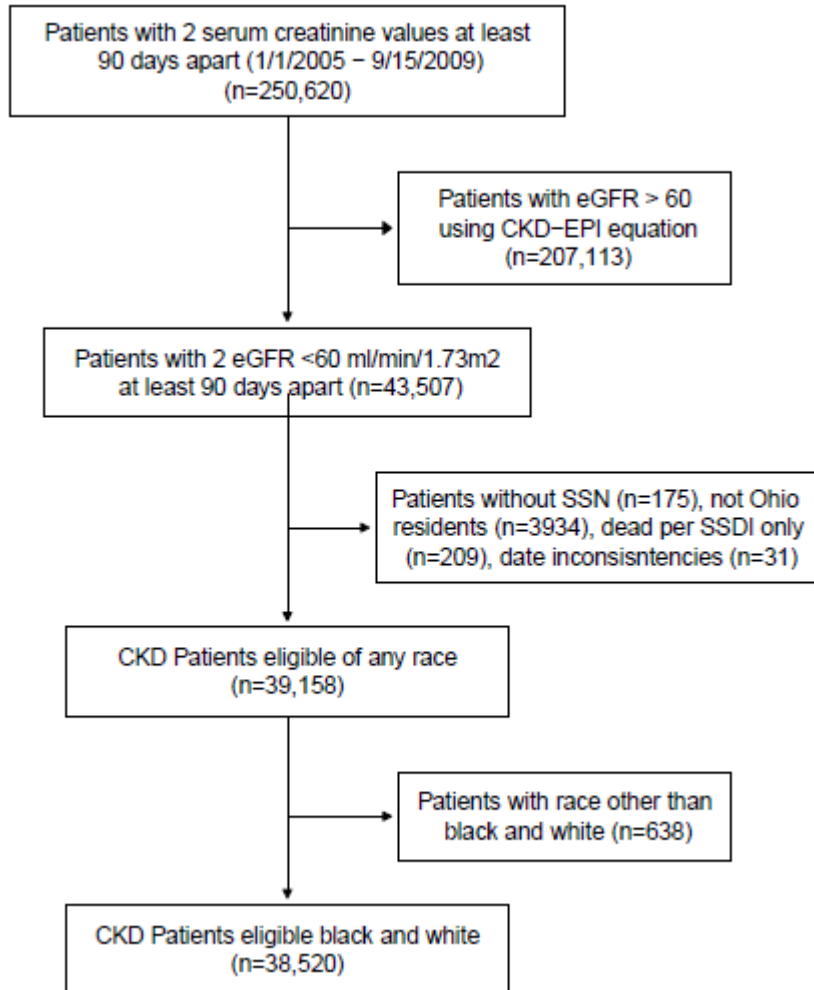 Patients with 2 serum creatinine values at least
90 days apart (1/1/2005 − 9/15/2009)
(n=250,620)
Patients with eGFR > 60
using CKD−EPI equation
(n=207,113)
Patients with 2 eGFR <60 ml/min/1.73m2
at least 90 days apart (n=43,507)
Patients without SSN (n=175), not Ohio
residents (n=3934), dead per SSDI only
(n=209), date inconsisntencies (n=31)
CKD Patients eligible of any race
(n=39,158)
Patients with race other than
black and white (n=638)
CKD Patients eligible black and white
(n=38,520)